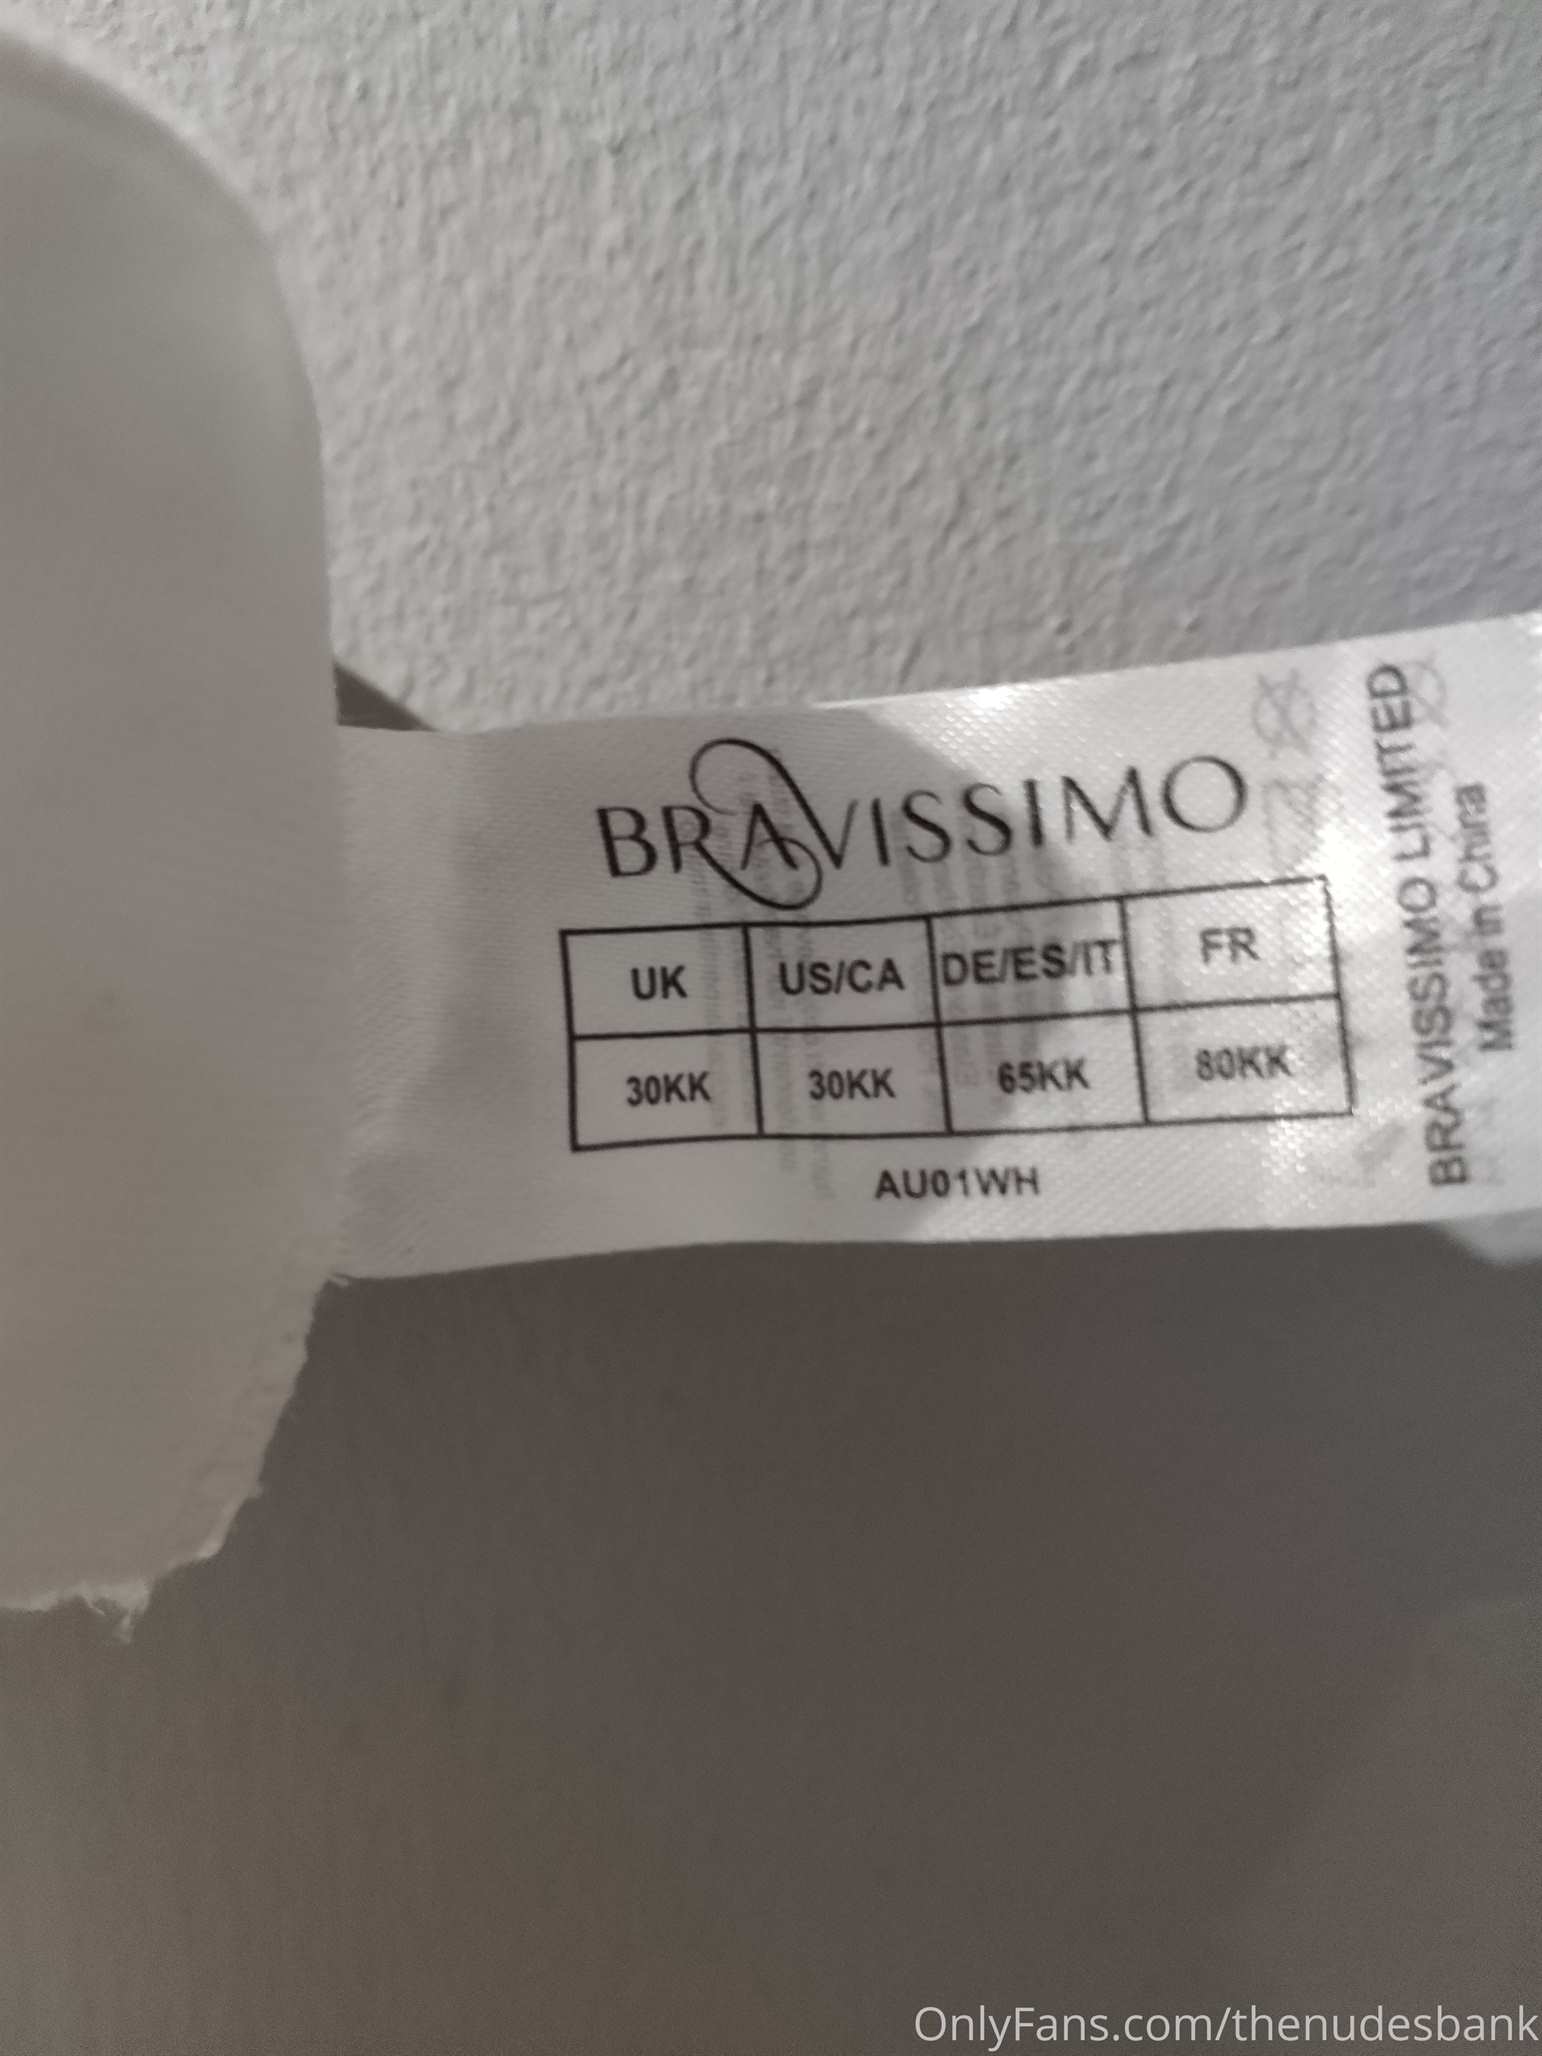 BRAVISSIMO
UK US/CA DE/ES/IT FR
30KK 30KK 65KK 80KK
AU01WH
BRAVISSIMO LIMITED
Made in China
OnlyFans.com/thenudesbank